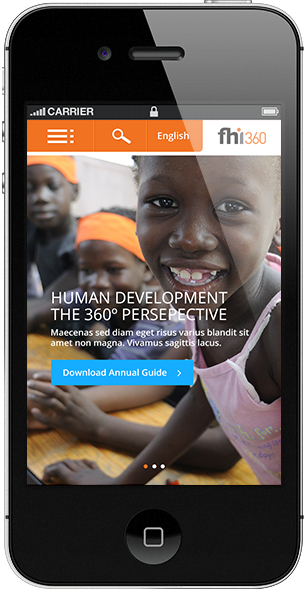 CARRIER
English
fhi360
HUMAN DEVELOPMENT
THE 360º PERSEPECTIVE
Maecenas sed diam eget risus varius blandit sit
amet non magna. Vivamus sagittis lacus.
Download Annual Guide